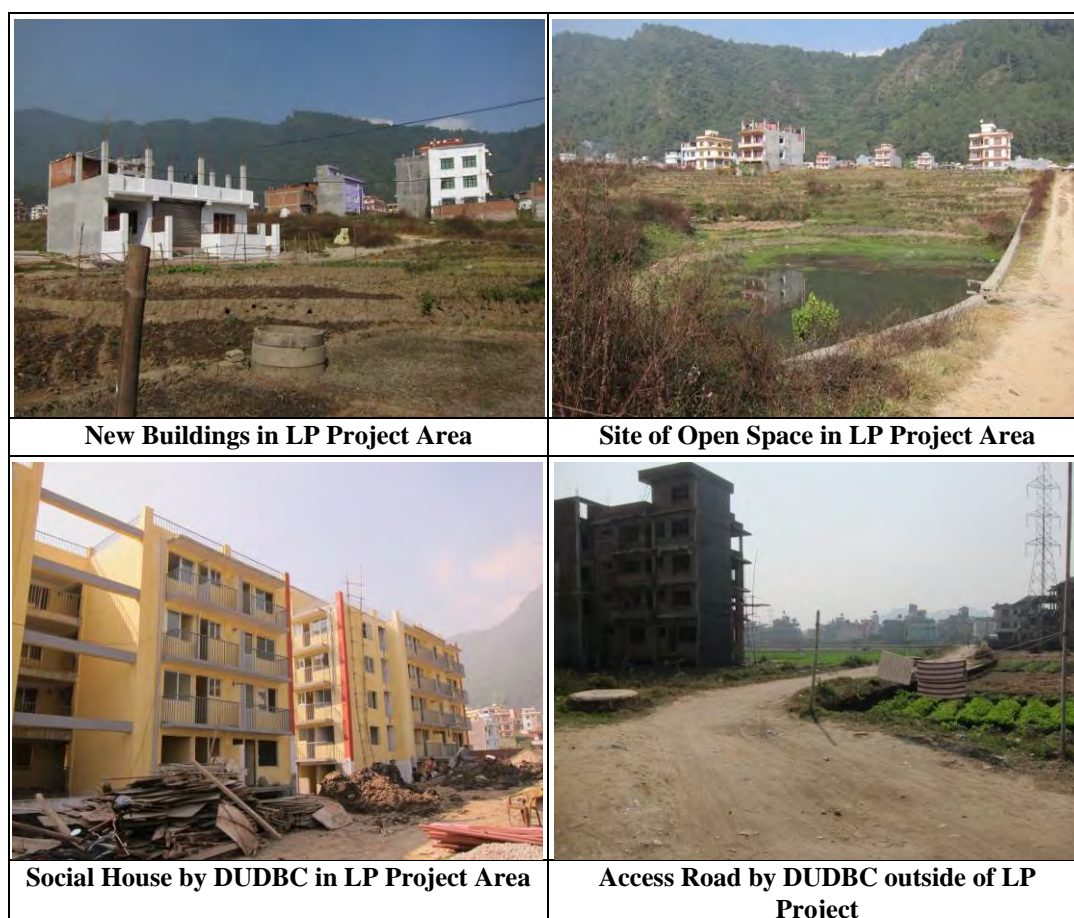 New Buildings in LP Project Area
Site of Open Space in LP Project Area
Social House by DUDBC in LP Project Area
Access Road by DUDBC outside of LP
Project